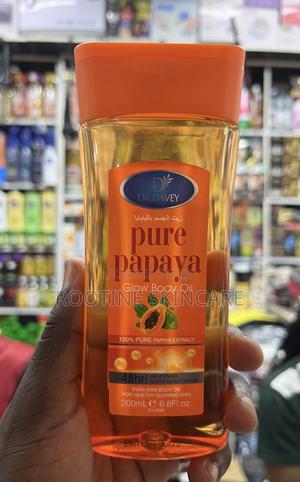 DR.DAVEY
زيت الجسم بالبابايا
pure
papaya
Glow Body Oil
ROOTINE SKINCARE
100% PURE PAPAYA EXTRACT
48hr
EVEN SKIN BODY OIL
FOR HEALTHY GLOWING SKIN
200mL e 6.8Fl oz.